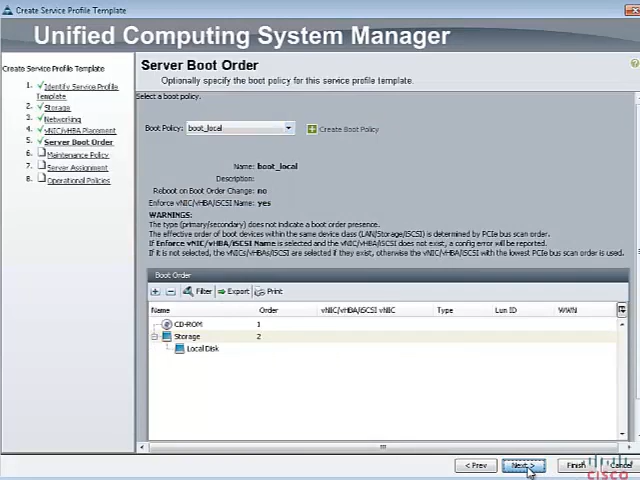 Create Service Profile Template
Unified Computing System Manager
Create Service Profile Template
1. Identify Service Profile Template
2. Storage
3. Networking
4. vNIC/vHBA Placement
5. Server Boot Order
6. Maintenance Policy
7. Server Assignment
8. Operational Policies
Server Boot Order
Optionally specify the boot policy for this service profile template.
Select a boot policy.
Boot Policy: boot_local
Create Boot Policy
Name: boot_local
Description:
Reboot on Boot Order Change: no
Enforce vNIC/vHBA/iSCSI Name: yes
WARNINGS:
The type (primary/secondary) does not indicate a boot order presence.
The effective order of boot devices within the same device class (LAN/Storage/iSCSI) is determined by PCIe bus scan order.
If Enforce vNIC/vHBA/iSCSI Name is selected and the vNIC/vHBA/iSCSI does not exist, a config error will be reported.
If it is not selected, the vNICs/vHBAs/iSCSI are selected if they exist, otherwise the vNIC/vHBA/iSCSI with the lowest PCIe bus scan order is used.
Boot Order
Filter Export Print
Name Order vNIC/vHBA/iSCSI vNIC Type Lun ID WWN
CD-ROM 1
Storage 2
Local Disk
< Prev Next > Finish Cancel
CISCO